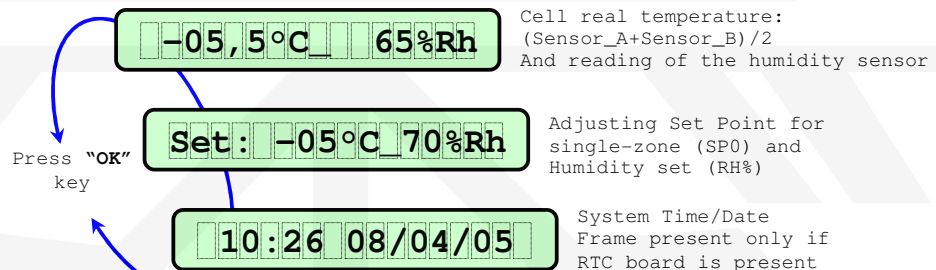 -05,5°C_ 65%Rh
Cell real temperature:
(Sensor_A+Sensor_B)/2
And reading of the humidity sensor
Set: -05°C_70%Rh
Adjusting Set Point for
single-zone (SP0) and
Humidity set (RH%)
Press "OK"
key
10:26 08/04/05
System Time/Date
Frame present only if
RTC board is present